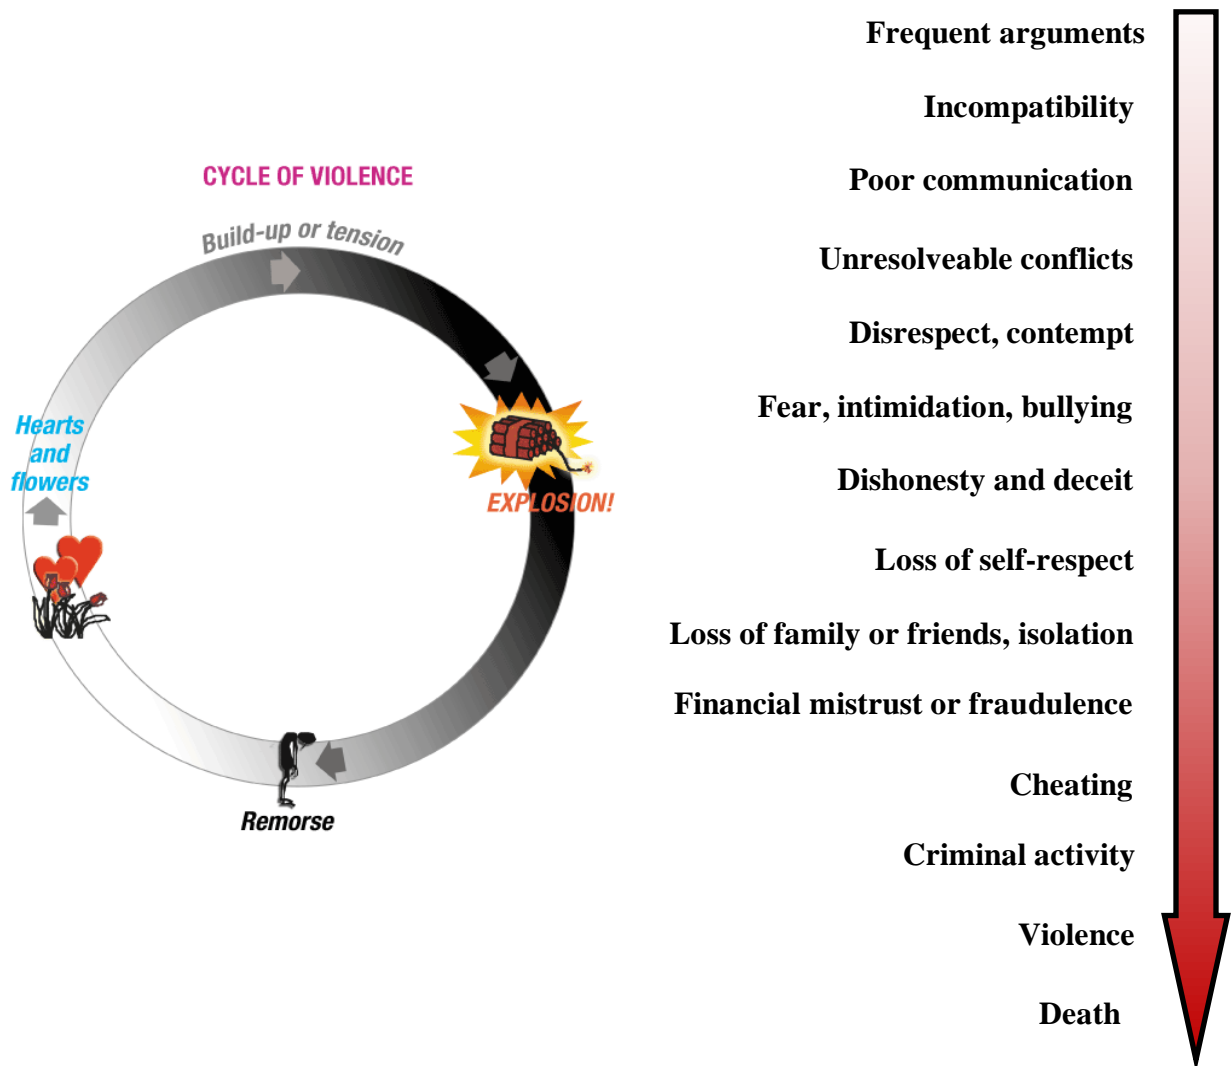 CYCLE OF VIOLENCE
Build-up or tension
EXPLOSION!
Remorse
Hearts
and
flowers
Frequent arguments
Incompatibility
Poor communication
Unresolveable conflicts
Disrespect, contempt
Fear, intimidation, bullying
Dishonesty and deceit
Loss of self-respect
Loss of family or friends, isolation
Financial mistrust or fraudulence
Cheating
Criminal activity
Violence
Death